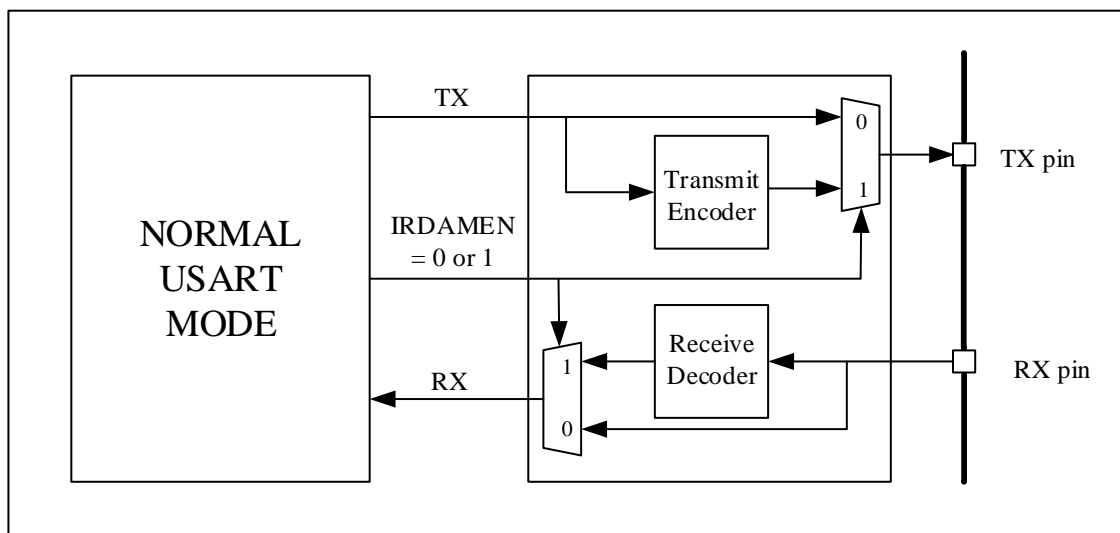 TX
0
TX pin
Transmit
Encoder
1
NORMAL
USART
MODE
IRDAMEN
= 0 or 1
Receive
Decoder
1
RX pin
RX
0